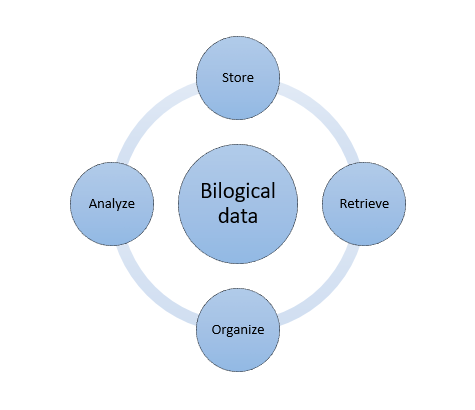 Store
Analyze
Bilogical
data
Retrieve
Organize